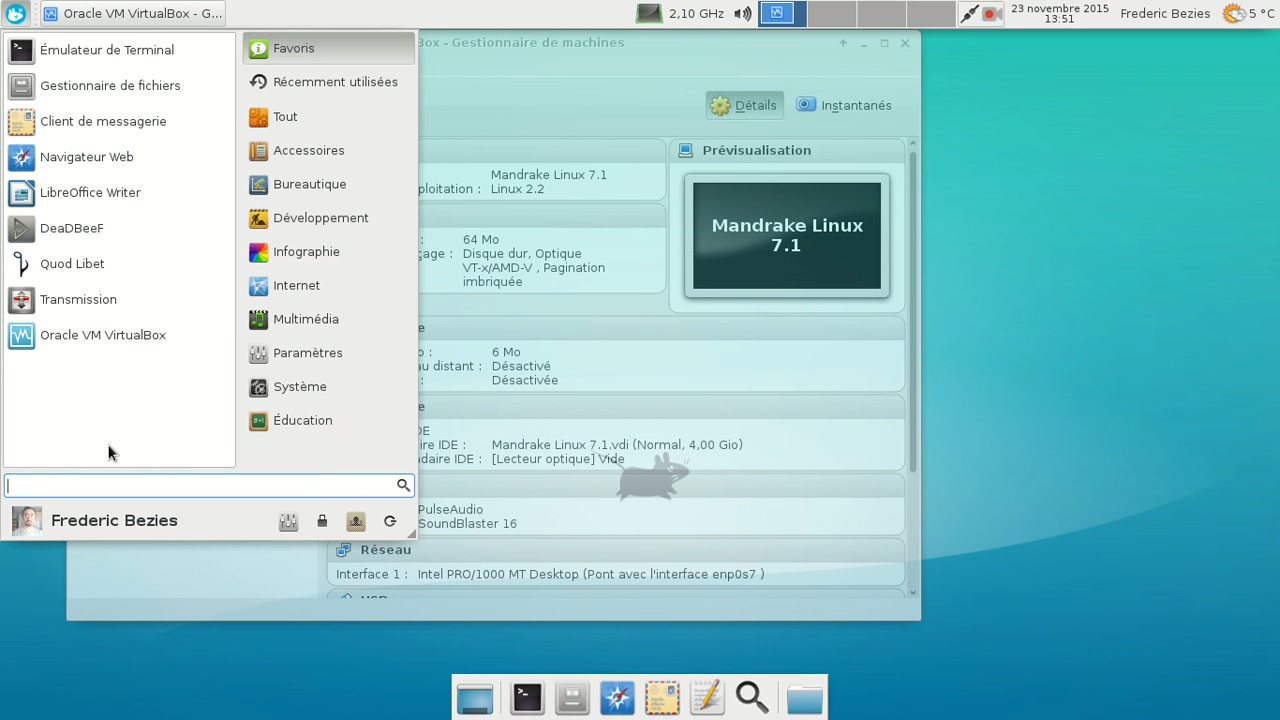 Oracle VM VirtualBox - G...
2,10 GHz
23 novembre 2015
13:51
Frederic Bezies
5 °C
Émulateur de Terminal
Gestionnaire de fichiers
Client de messagerie
Navigateur Web
LibreOffice Writer
DeaDBeeF
Quod Libet
Transmission
Oracle VM VirtualBox
Favoris
Récemment utilisées
Tout
Accessoires
Bureautique
Développement
Infographie
Internet
Multimédia
Paramètres
Système
Éducation
Frederic Bezies
Box - Gestionnaire de machines
Détails
Instantanés
Mandrake Linux 7.1
ploitation : Linux 2.2
Prévisualisation
Mandrake Linux
7.1
: 64 Mo
age : Disque dur, Optique
VT-x/AMD-V , Pagination
imbriquée
: 6 Mo
au distant : Désactivé
: Désactivée
DE
ire IDE : Mandrake Linux 7.1.vdi (Normal, 4,00 Gio)
daire IDE : [Lecteur optique] Vide
PulseAudio
SoundBlaster 16
Réseau
Interface 1 : Intel PRO/1000 MT Desktop (Pont avec l'interface enp0s7 )